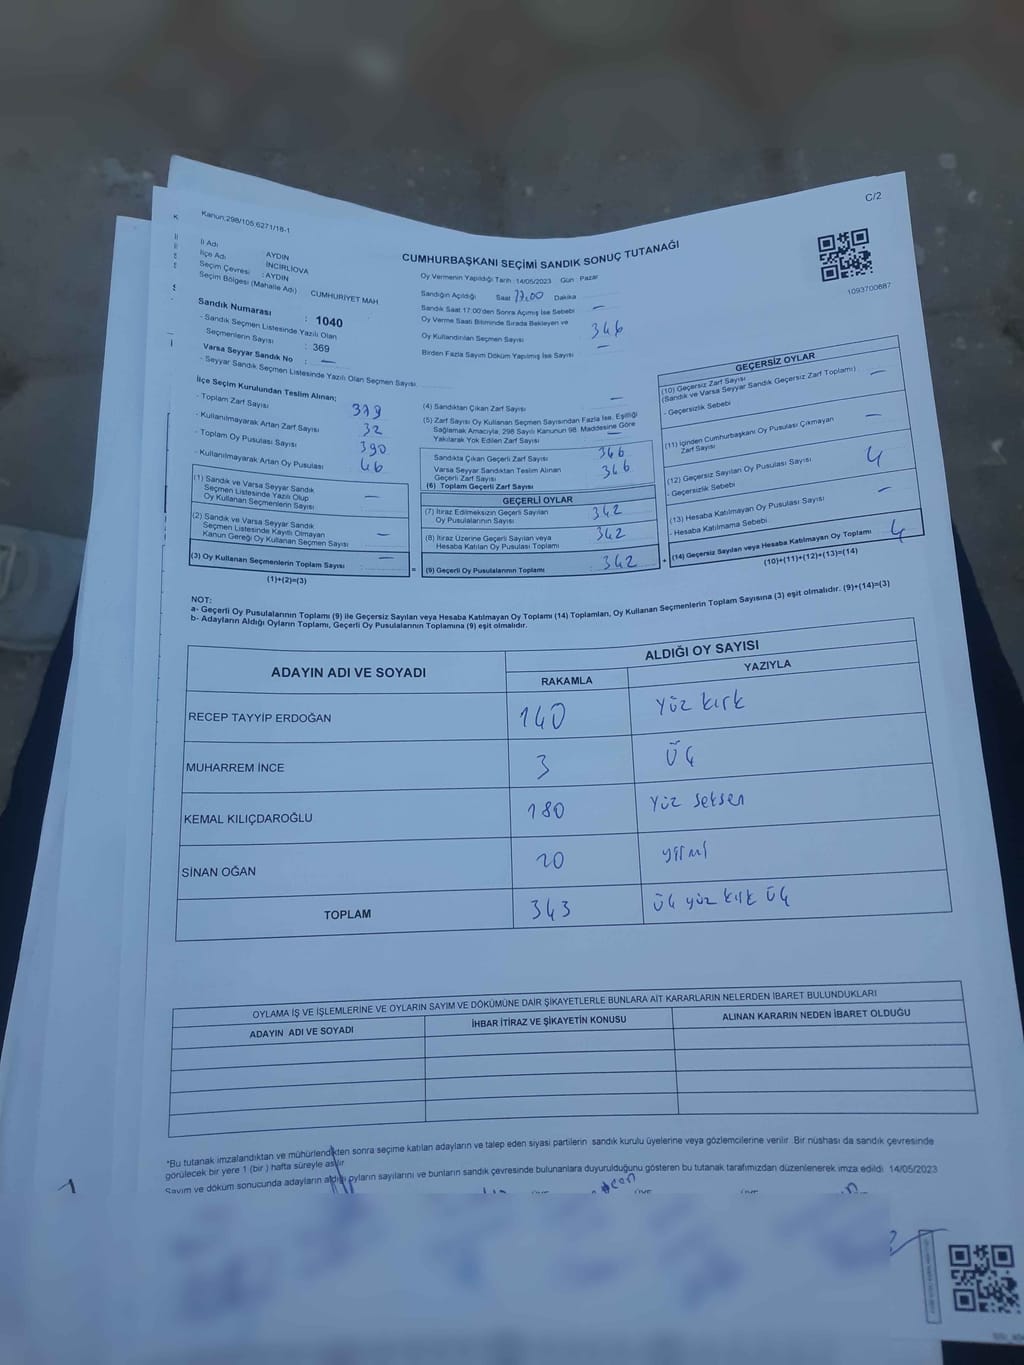 C/2
Kanun:298/105,6271/18-1
CUMHURBAŞKANI SEÇİMİ SANDIK SONUÇ TUTANAĞI
1093700687
İl Adı : AYDIN
İlçe Adı : İNCİRLİOVA
Seçim Çevresi : AYDIN
Seçim Bölgesi (Mahalle Adı) : CUMHURİYET MAH
Sandık Numarası : 1040
- Sandık Seçmen Listesinde Yazılı Olan
Seçmenlerin Sayısı : 369
Varsa Seyyar Sandık No : —
- Seyyar Sandık Seçmen Listesinde Yazılı Olan Seçmen Sayısı
Oy Vermenin Yapıldığı Tarih : 14/05/2023 Gün : Pazar
Sandığın Açıldığı Saat 17:00 Dakika
Sandık Saat 17:00'den Sonra Açımış İse Sebebi —
Oy Verme Saati Bitiminde Sırada Bekleyen ve
Oy Kullandırılan Seçmen Sayısı 346
Birden Fazla Sayım Döküm Yapılmış İse Sayısı —
İlçe Seçim Kurulundan Teslim Alınan;
- Toplam Zarf Sayısı 379
- Kullanılmayarak Artan Zarf Sayısı 32
- Toplam Oy Pusulası Sayısı 390
- Kullanılmayarak Artan Oy Pusulası 46
(1) Sandık ve Varsa Seyyar Sandık
Seçmen Listesinde Yazılı Olup
Oy Kullanan Seçmenlerin Sayısı —
(2) Sandık ve Varsa Seyyar Sandık
Seçmen Listesinde Kayıtlı Olmayan
Kanun Gereği Oy Kullanan Seçmen Sayısı —
(3) Oy Kullanan Seçmenlerin Toplam Sayısı —
(1)+(2)=(3)
(4) Sandıktan Çıkan Zarf Sayısı —
(5) Zarf Sayısı Oy Kullanan Seçmen Sayısından Fazla İse, Eşitliği
Sağlamak Amacıyla, 298 Sayılı Kanunun 98. Maddesine Göre
Yakılarak Yok Edilen Zarf Sayısı —
Sandıkta Çıkan Geçerli Zarf Sayısı 346
Varsa Seyyar Sandıktan Teslim Alınan
Geçerli Zarf Sayısı 346
(6) Toplam Geçerli Zarf Sayısı
GEÇERLİ OYLAR
(7) İtiraz Edilmeksizin Geçerli Sayılan
Oy Pusulalarının Sayısı 342
(8) İtiraz Üzerine Geçerli Sayılan veya
Hesaba Katılan Oy Pusulası Toplamı 342
= (9) Geçerli Oy Pusulalarının Toplamı 342
GEÇERSİZ OYLAR
(10) Geçersiz Zarf Sayısı
(Sandık ve Varsa Seyyar Sandık Geçersiz Zarf Toplamı) —
- Geçersizlik Sebebi
(11) İçinden Cumhurbaşkanı Oy Pusulası Çıkmayan
Zarf Sayısı —
(12) Geçersiz Sayılan Oy Pusulası Sayısı 4
- Geçersizlik Sebebi
(13) Hesaba Katılmayan Oy Pusulası Sayısı —
- Hesaba Katılmama Sebebi
+ (14) Geçersiz Sayılan veya Hesaba Katılmayan Oy Toplamı 4
(10)+(11)+(12)+(13)=(14)
NOT:
a- Geçerli Oy Pusulalarının Toplamı (9) ile Geçersiz Sayılan veya Hesaba Katılmayan Oy Toplamı (14) Toplamları, Oy Kullanan Seçmenlerin Toplam Sayısına (3) eşit olmalıdır. (9)+(14)=(3)
b- Adayların Aldığı Oyların Toplamı, Geçerli Oy Pusulalarının Toplamına (9) eşit olmalıdır.
ADAYIN ADI VE SOYADI
ALDIĞI OY SAYISI
RAKAMLA YAZIYLA
RECEP TAYYİP ERDOĞAN 140 Yüz kırk
MUHARREM İNCE 3 Üç
KEMAL KILIÇDAROĞLU 180 Yüz seksen
SİNAN OĞAN 20 yirmi
TOPLAM 343 üç yüz kırk üç
OYLAMA İŞ VE İŞLEMLERİNE VE OYLARIN SAYIM VE DÖKÜMÜNE DAİR ŞİKAYETLERLE BUNLARA AİT KARARLARIN NELERDEN İBARET BULUNDUKLARI
ADAYIN ADI VE SOYADI İHBAR İTİRAZ VE ŞİKAYETİN KONUSU ALINAN KARARIN NEDEN İBARET OLDUĞU
*Bu tutanak imzalandıktan ve mühürlendikten sonra seçime katılan adayların ve talep eden siyasi partilerin sandık kurulu üyelerine veya gözlemcilerine verilir. Bir nüshası da sandık çevresinde
görülecek bir yere 1 (bir) hafta süreyle asılır
Sayım ve döküm sonucunda adayların aldığı oyların sayılarını ve bunların sandık çevresinde bulunanlara duyurulduğunu gösteren bu tutanak tarafımızdan düzenlenerek imza edildi. 14/05/2023